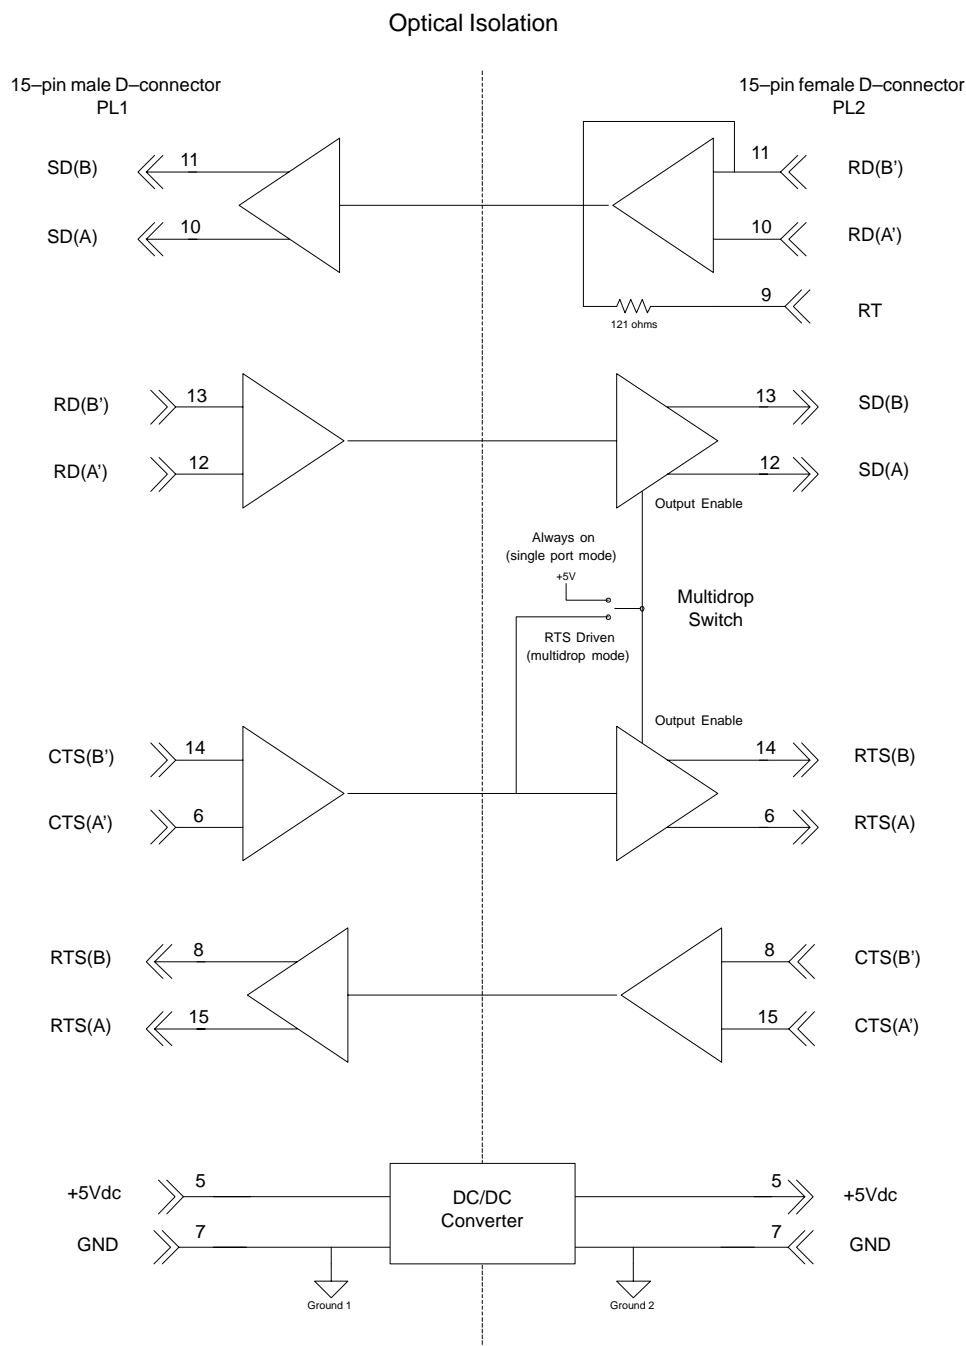 Optical Isolation
15–pin male D–connector
PL1
15–pin female D–connector
PL2
SD(B)
11
11
RD(B’)
SD(A)
10
10
RD(A’)
9
RT
121 ohms
RD(B’)
13
13
SD(B)
RD(A’)
12
12
SD(A)
Output Enable
Always on
(single port mode)
+5V
Multidrop
Switch
RTS Driven
(multidrop mode)
Output Enable
CTS(B’)
14
14
RTS(B)
CTS(A’)
6
6
RTS(A)
RTS(B)
8
8
CTS(B’)
RTS(A)
15
15
CTS(A’)
+5Vdc
5
DC/DC
Converter
5
+5Vdc
GND
7
7
GND
Ground 1
Ground 2